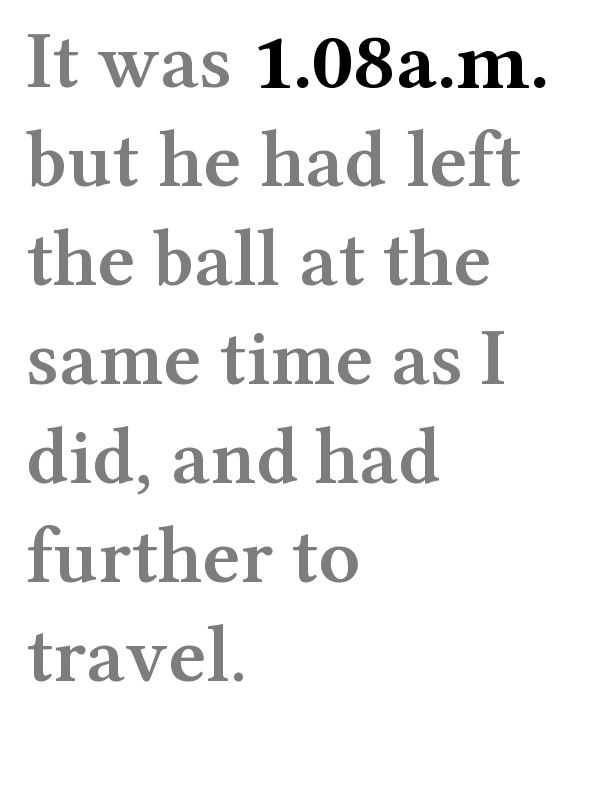 It was 1.08a.m.
but he had left
the ball at the
same time as I
did, and had
further to
travel.